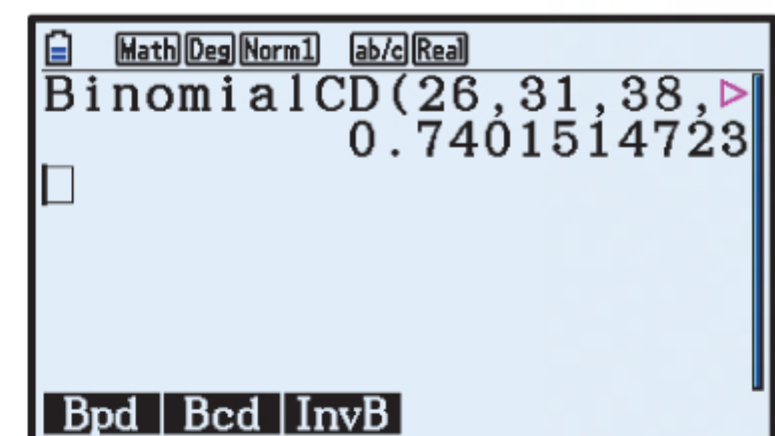 Math Deg Norm1 ab/c Real
BinomialCD(26,31,38,▷
0.7401514723
Bpd Bcd InvB